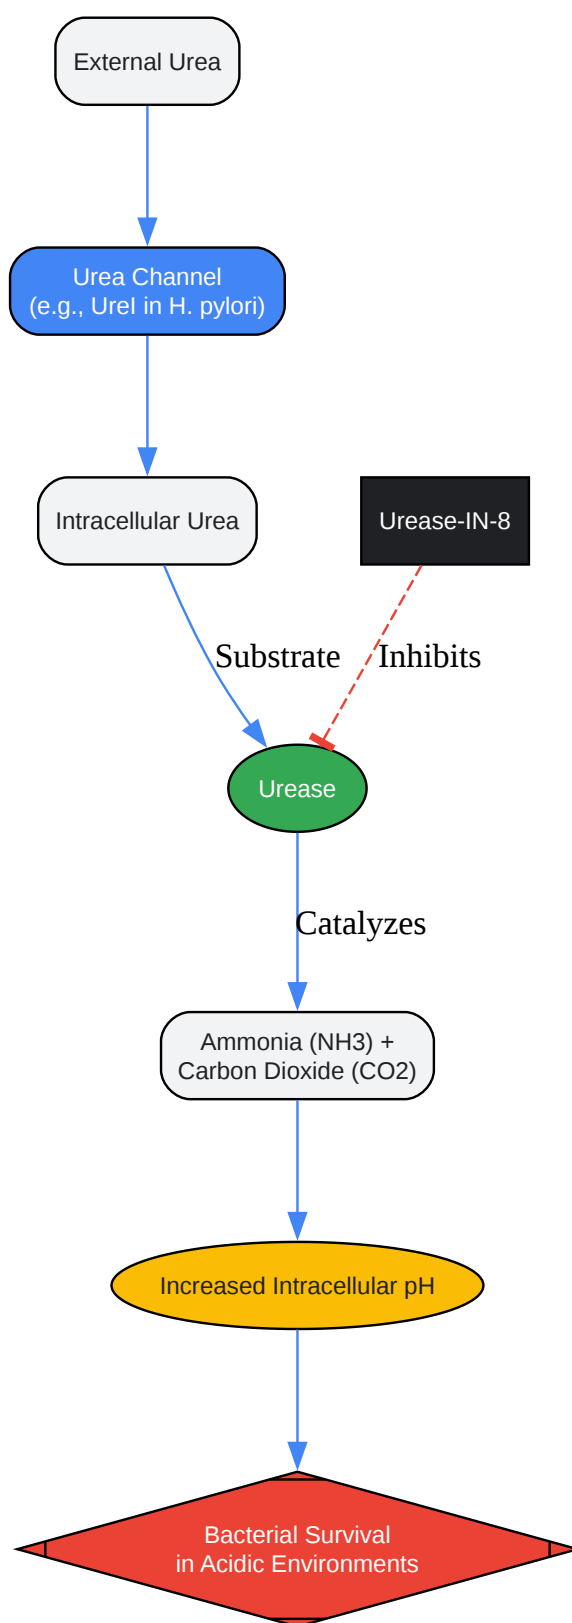 External Urea
Urea Channel
(e.g., UreI in H. pylori)
Intracellular Urea
Urease-IN-8
Substrate
Inhibits
Urease
Catalyzes
Ammonia (NH3) +
Carbon Dioxide (CO2)
Increased Intracellular pH
Bacterial Survival
in Acidic Environments